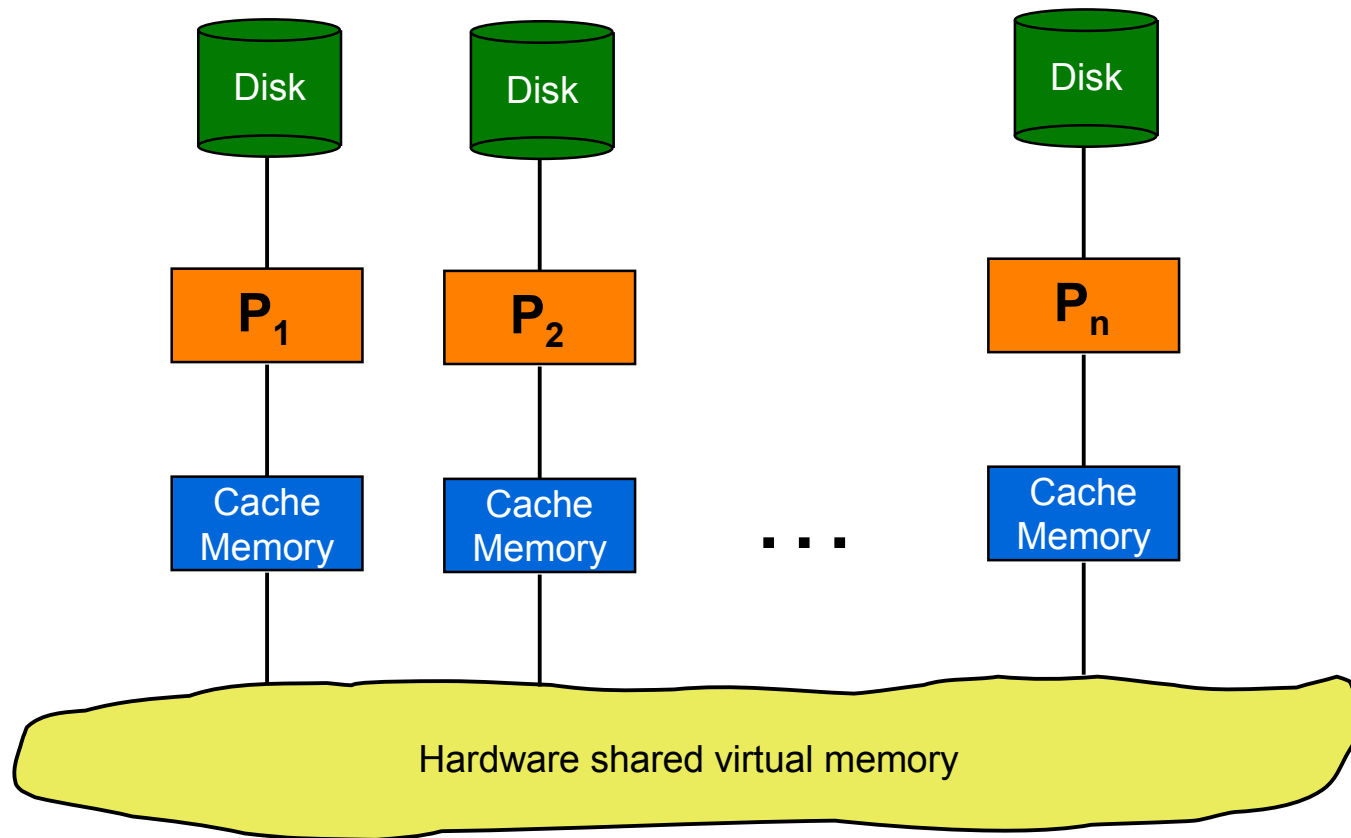 Disk
Disk
Disk
P₁
P₂
Pₙ
Cache
Memory
Cache
Memory
. . .
Cache
Memory
Hardware shared virtual memory